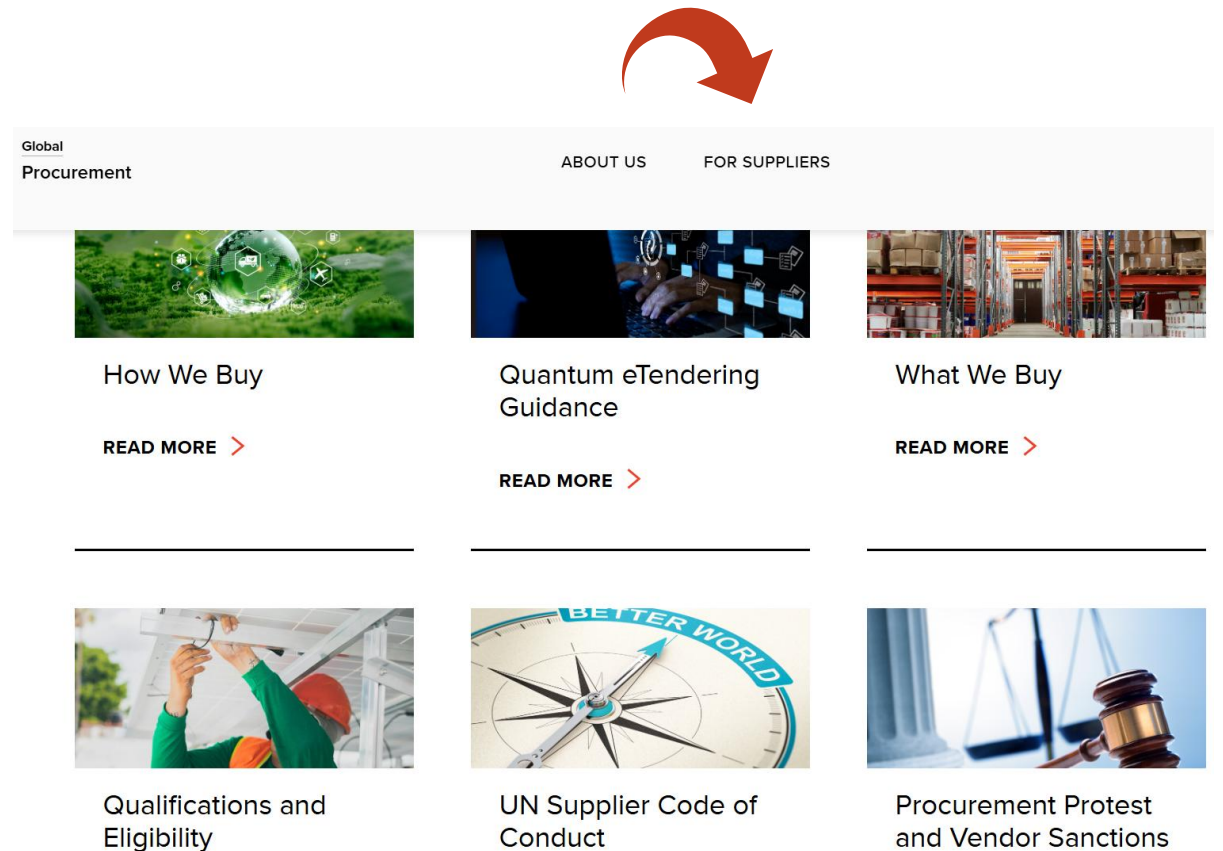 Global
Procurement
ABOUT US
FOR SUPPLIERS
How We Buy
READ MORE
Quantum eTendering
Guidance
READ MORE
What We Buy
READ MORE
Qualifications and
Eligibility
BETTER WORLD
UN Supplier Code of
Conduct
Procurement Protest
and Vendor Sanctions